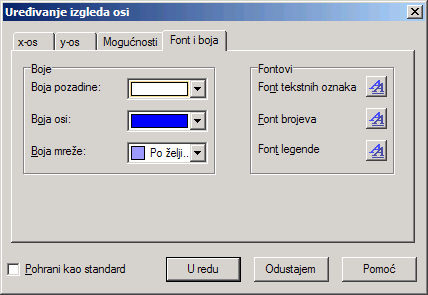 Uređivanje izgleda osi
x-os y-os Mogućnosti Font i boja
Boje
Boja pozadine:
Boja osi:
Boja mreže: Po želji..
Fontovi
Font tekstnih oznaka
Font brojeva
Font legende
Pohrani kao standard U redu Odustajem Pomoć